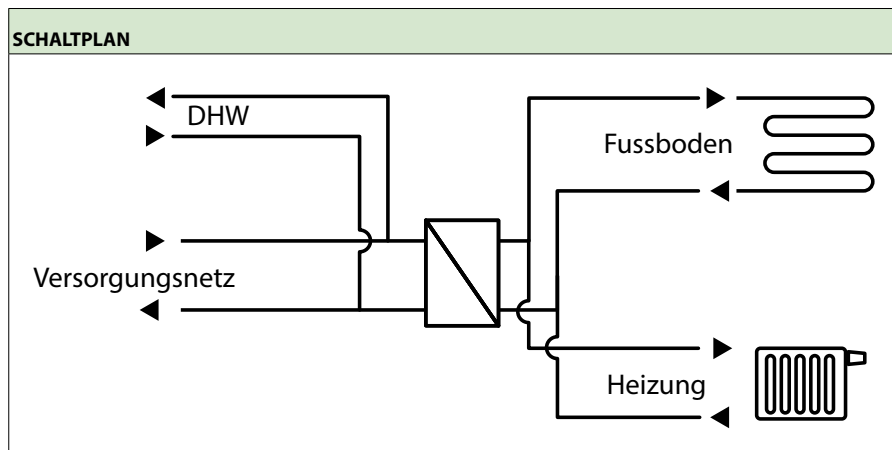 SCHALTPLAN
DHW
Fussboden
Versorgungsnetz
Heizung